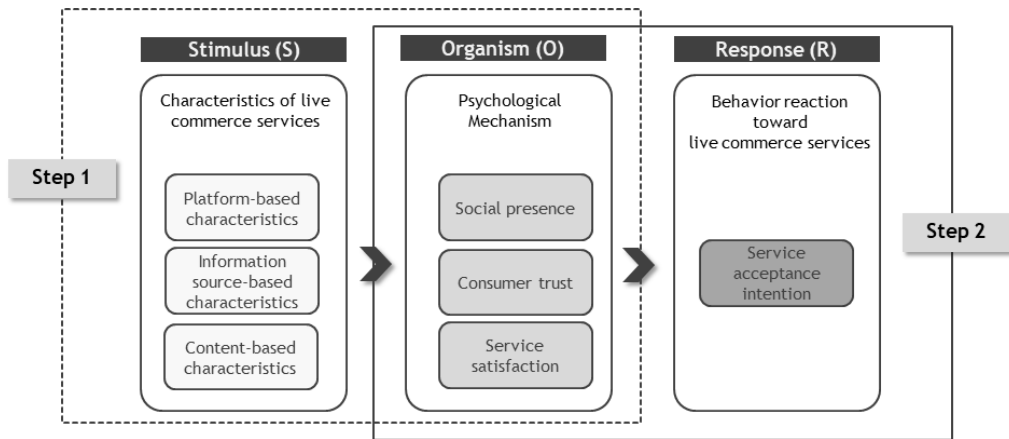 Stimulus (S)
Organism (O)
Response (R)
Characteristics of live
commerce services
Psychological
Mechanism
Behavior reaction
toward
live commerce services
Step 1
Platform-based
characteristics
Information
source-based
characteristics
Content-based
characteristics
Social presence
Consumer trust
Service
satisfaction
Service
acceptance
intention
Step 2